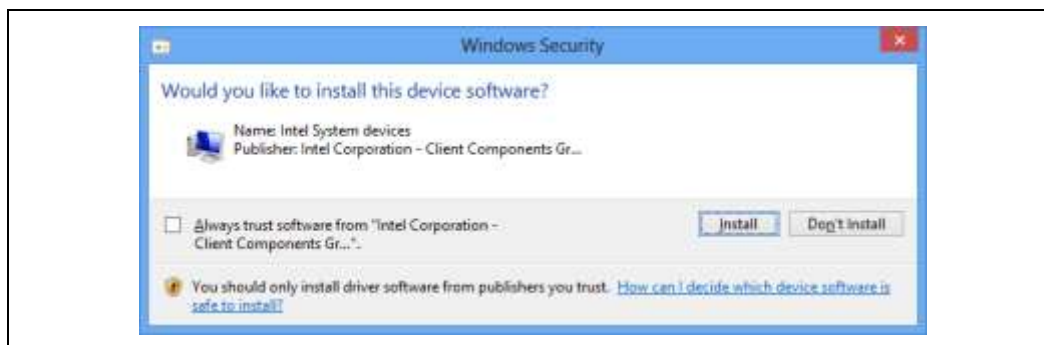 Windows Security
Would you like to install this device software?
Name: Intel System devices
Publisher: Intel Corporation - Client Components Gr...
Always trust software from "Intel Corporation -
Client Components Gr...".
Install
Don't Install
You should only install driver software from publishers you trust. How can I decide which device software is
safe to install?